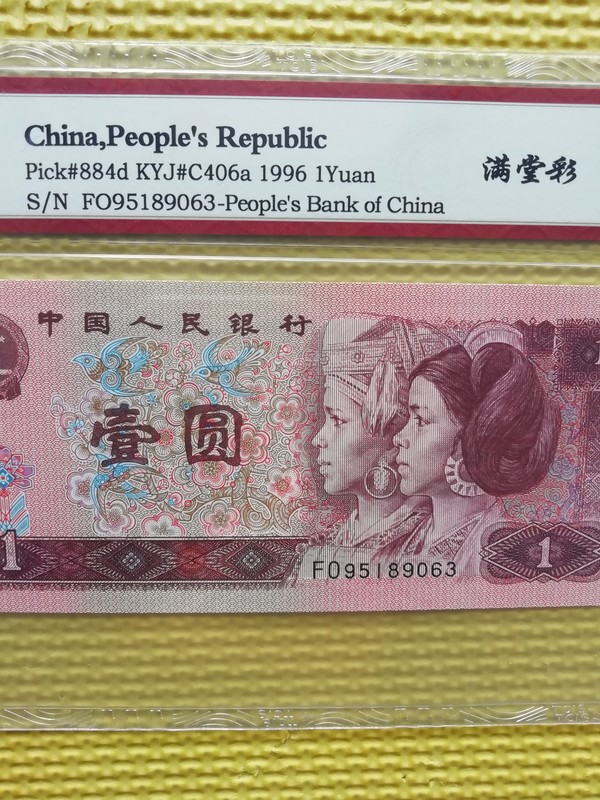 China,People's Republic
Pick#884d KYJ#C406a 1996 1Yuan
S/N FO95189063-People's Bank of China
满堂彩
中国人民银行
壹圆
1
FO95189063
1